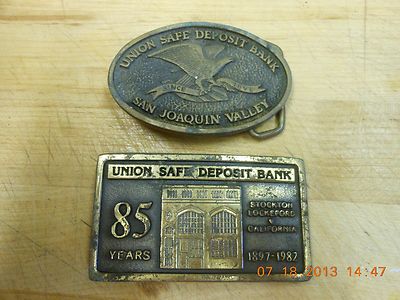 UNION SAFE DEPOSIT BANK
SINCE
SAN JOAQUIN VALLEY
UNION SAFE DEPOSIT BANK
85
YEARS
STOCKTON
LOCKEFORD
CALIFORNIA
1897-1982
07.18.2013 14:47